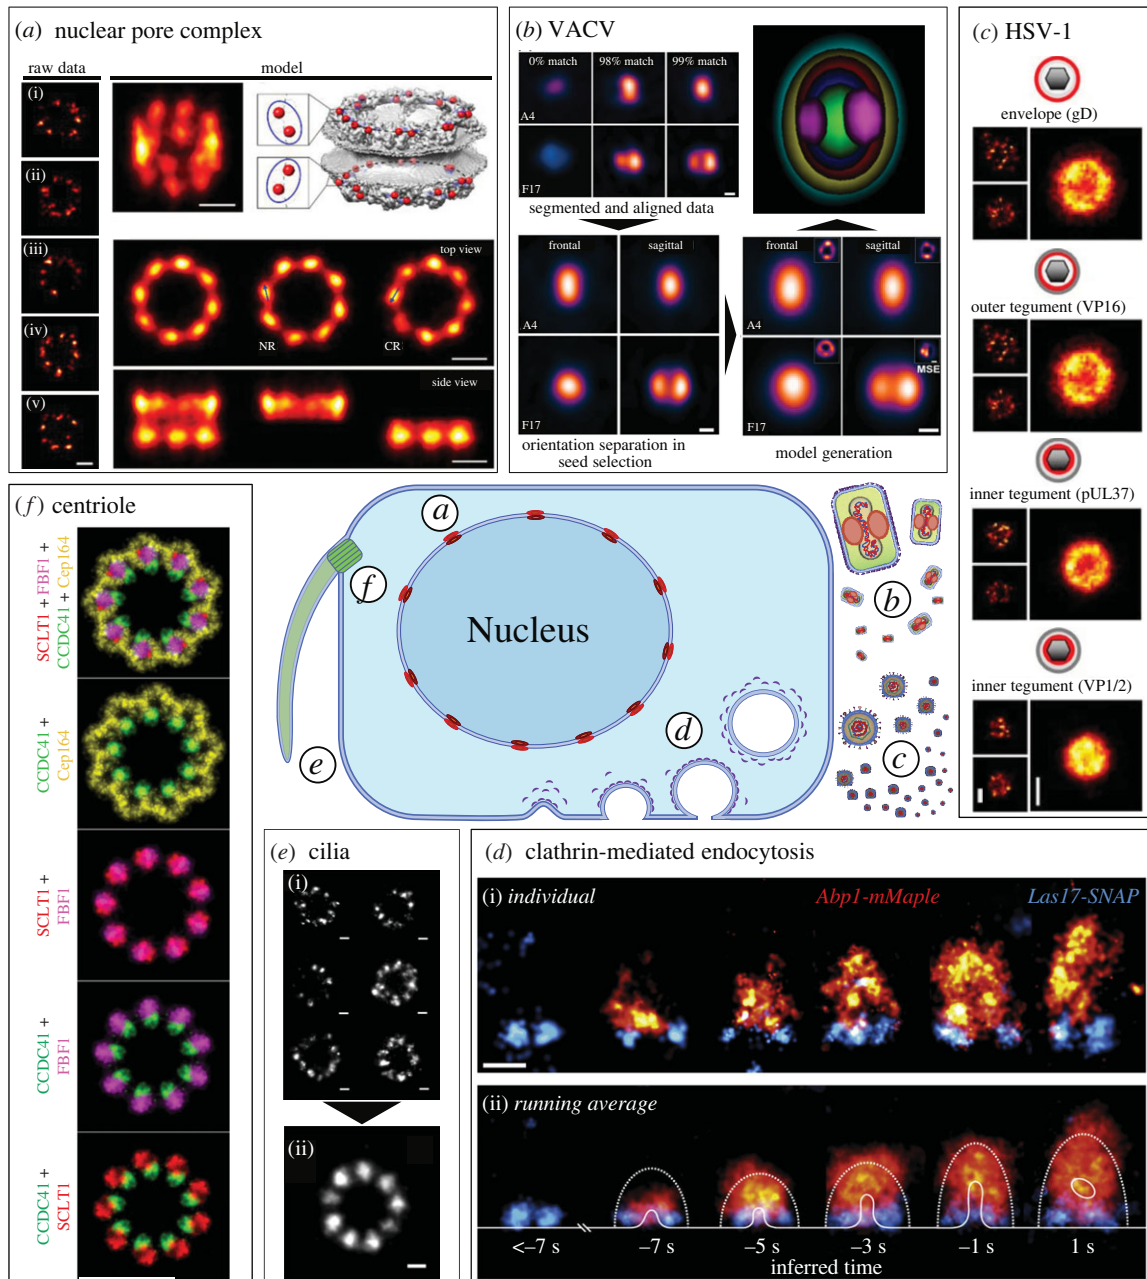 (a) nuclear pore complex
raw data
model
(i)
(ii)
(iii)
(iv)
(v)
top view
NR
CR
side view
(b) VACV
0% match
98% match
99% match
A4
F17
segmented and aligned data
frontal
sagittal
A4
F17
orientation separation in
seed selection
frontal
sagittal
A4
MSE
F17
model generation
(c) HSV-1
envelope (gD)
outer tegument (VP16)
inner tegument (pUL37)
inner tegument (VP1/2)
(f) centriole
SCLT1 + FBF1 +
CCDC41 + Cep164
CCDC41 +
Cep164
SCLT1 +
FBF1
CCDC41 +
FBF1
CCDC41 +
SCLT1
a
f
Nucleus
b
d
e
c
(e) cilia
(i)
(ii)
(d) clathrin-mediated endocytosis
(i) individual
Abp1-mMaple
Las17-SNAP
(ii) running average
<–7 s
–7 s
–5 s
–3 s
–1 s
1 s
inferred time